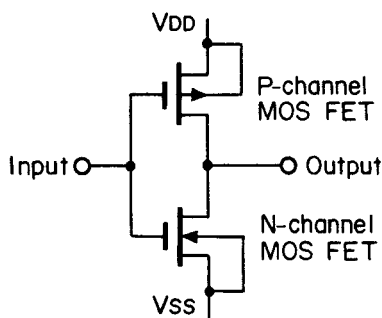 VDD
P-channel
MOS FET
Input
Output
N-channel
MOS FET
VSS